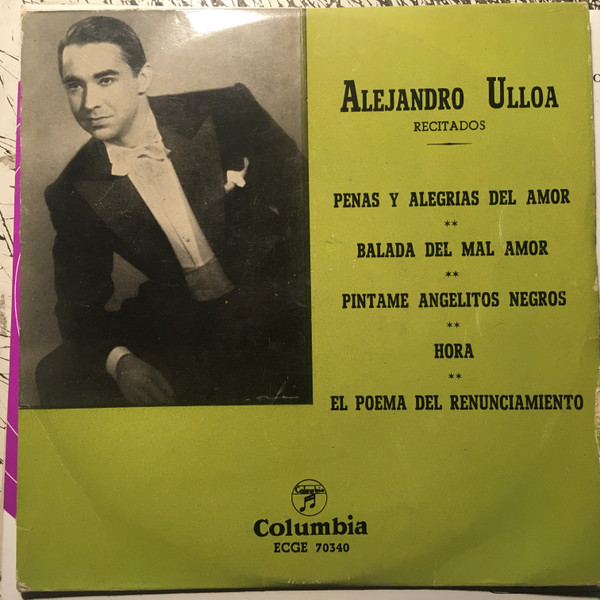 ALEJANDRO ULLOA
RECITADOS
PENAS Y ALEGRIAS DEL AMOR
**
BALADA DEL MAL AMOR
**
PINTAME ANGELITOS NEGROS
**
HORA
**
EL POEMA DEL RENUNCIAMIENTO
Columbia
Columbia
ECGE 70340